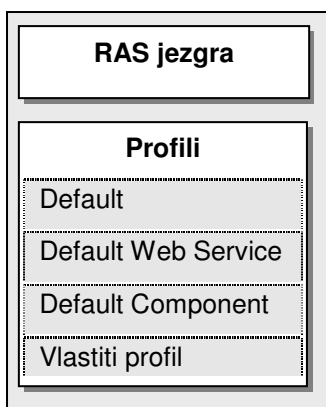 RAS jezgra
Profili
Default
Default Web Service
Default Component
Vlastiti profil